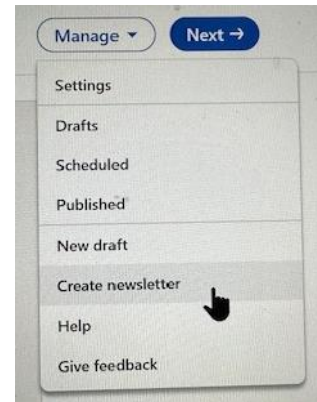 Manage ▾ Next →
Settings
Drafts
Scheduled
Published
New draft
Create newsletter
Help
Give feedback